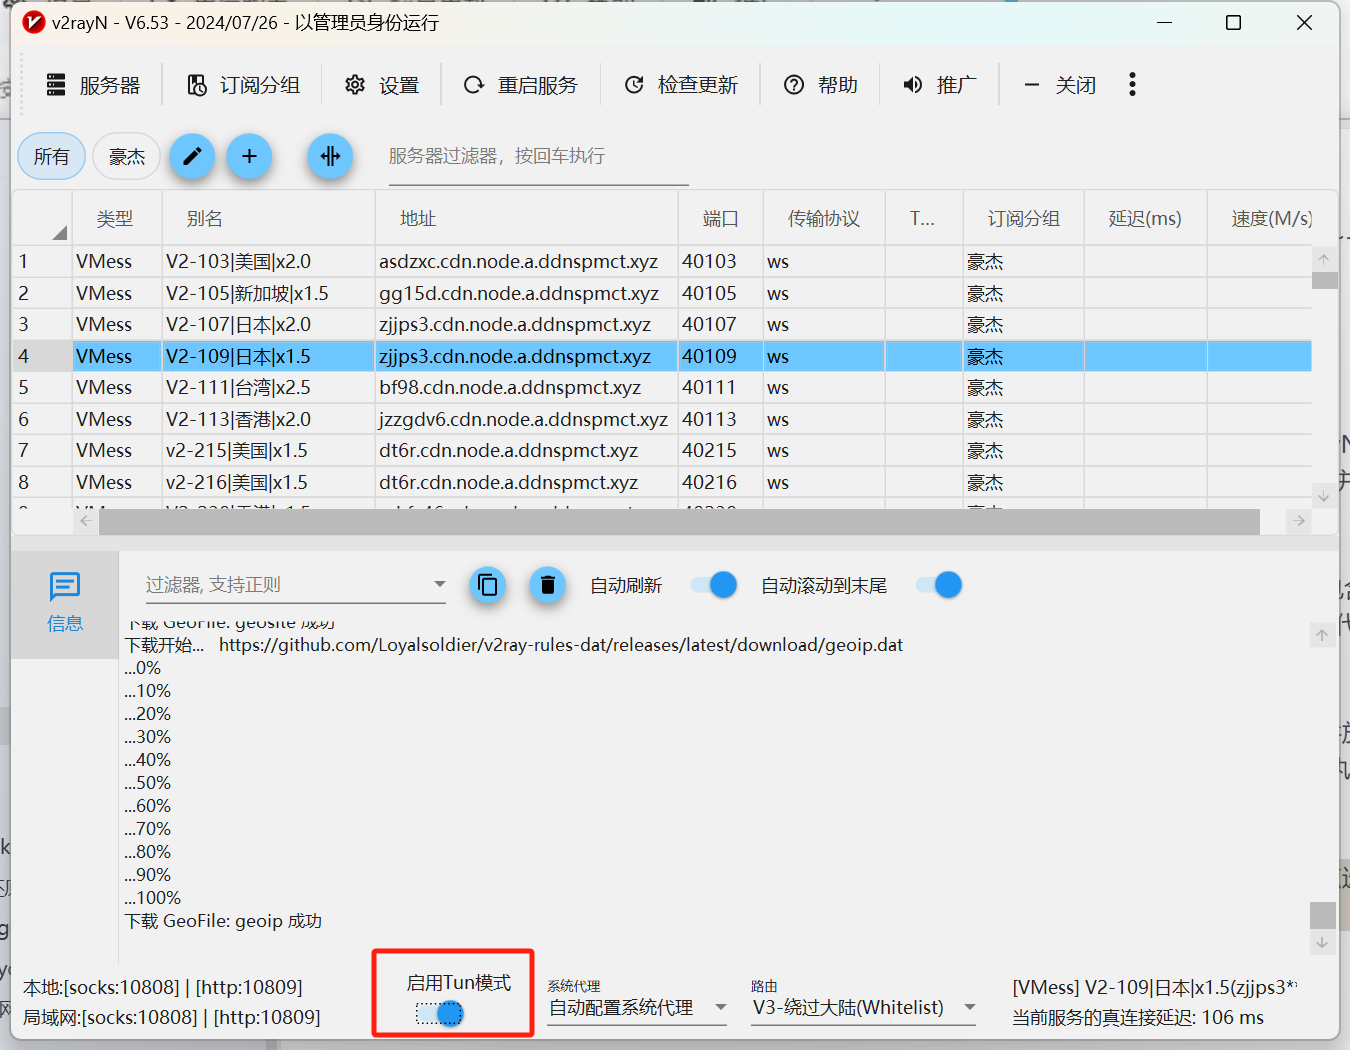 v2rayN - V6.53 - 2024/07/26 - 以管理员身份运行
服务器 订阅分组 设置 重启服务 检查更新 帮助 推广 关闭
所有 豪杰 服务器过滤器，按回车执行
类型 别名 地址 端口 传输协议 T... 订阅分组 延迟(ms) 速度(M/s)
1 VMess V2-103|美国|x2.0 asdzxc.cdn.node.a.ddnspmct.xyz 40103 ws 豪杰
2 VMess V2-105|新加坡|x1.5 gg15d.cdn.node.a.ddnspmct.xyz 40105 ws 豪杰
3 VMess V2-107|日本|x2.0 zjjps3.cdn.node.a.ddnspmct.xyz 40107 ws 豪杰
4 VMess V2-109|日本|x1.5 zjjps3.cdn.node.a.ddnspmct.xyz 40109 ws 豪杰
5 VMess V2-111|台湾|x2.5 bf98.cdn.node.a.ddnspmct.xyz 40111 ws 豪杰
6 VMess V2-113|香港|x2.0 jzzgdv6.cdn.node.a.ddnspmct.xyz 40113 ws 豪杰
7 VMess v2-215|美国|x1.5 dt6r.cdn.node.a.ddnspmct.xyz 40215 ws 豪杰
8 VMess v2-216|美国|x1.5 dt6r.cdn.node.a.ddnspmct.xyz 40216 ws 豪杰
信息
过滤器, 支持正则 自动刷新 自动滚动到末尾
下载 GeoFile: geosite 成功
下载开始... https://github.com/Loyalsoldier/v2ray-rules-dat/releases/latest/download/geoip.dat
...0%
...10%
...20%
...30%
...40%
...50%
...60%
...70%
...80%
...90%
...100%
下载 GeoFile: geoip 成功
本地:[socks:10808] | [http:10809]
局域网:[socks:10808] | [http:10809]
启用Tun模式
系统代理
自动配置系统代理
路由
V3-绕过大陆(Whitelist)
[VMess] V2-109|日本|x1.5(zjjps3*
当前服务的真连接延迟: 106 ms